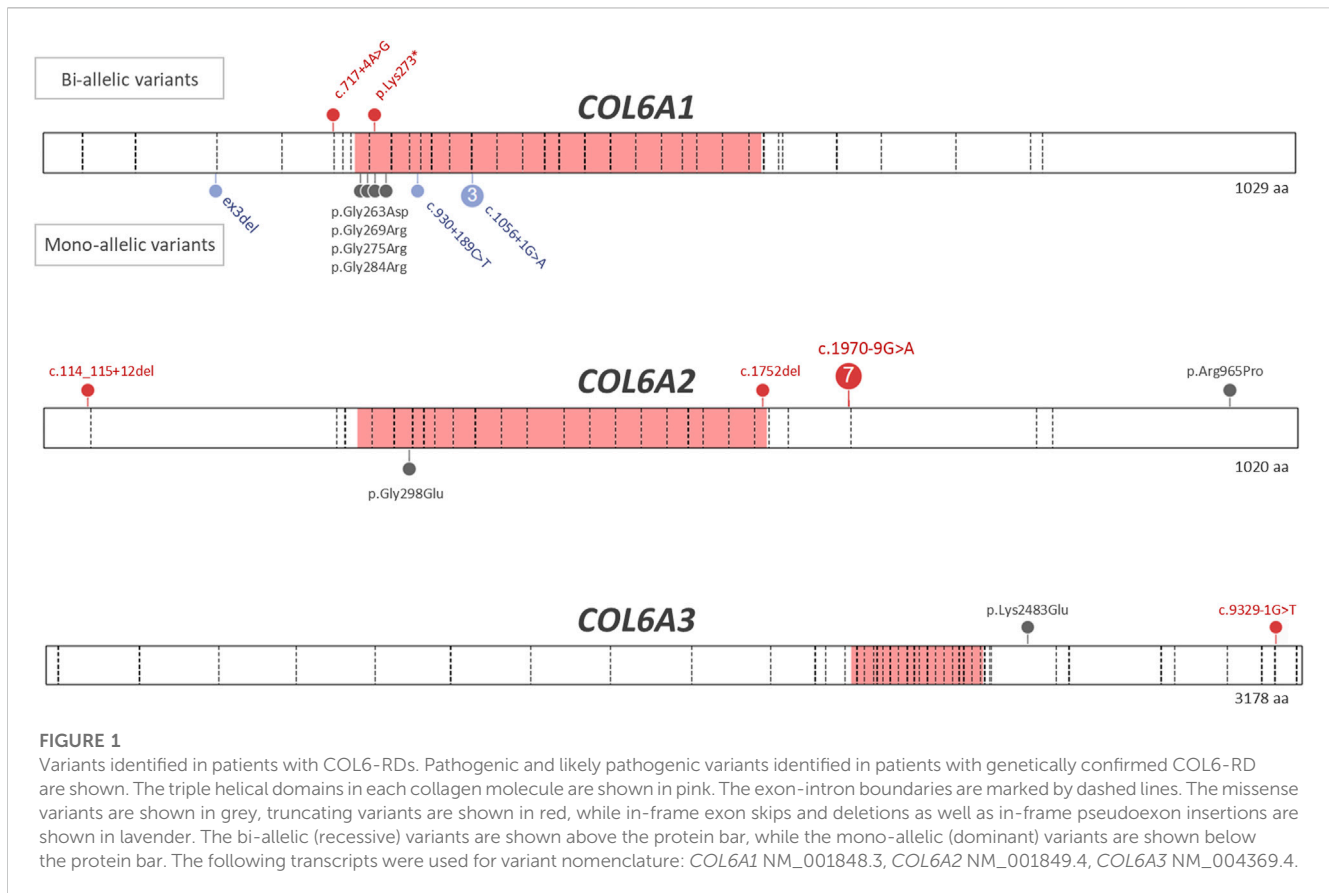 Bi-allelic variants
c.717+4A>G
p.Lys273*
COL6A1
1029 aa
ex3del
p.Gly263Asp
p.Gly269Arg
p.Gly275Arg
p.Gly284Arg
c.930+189C>T
3
c.1056+1G>A
Mono-allelic variants
c.114_115+12del
COL6A2
c.1752del
c.1970-9G>A
7
p.Arg965Pro
p.Gly298Glu
1020 aa
COL6A3
p.Lys2483Glu
c.9329-1G>T
3178 aa
FIGURE 1
Variants identified in patients with COL6-RDs. Pathogenic and likely pathogenic variants identified in patients with genetically confirmed COL6-RD
are shown. The triple helical domains in each collagen molecule are shown in pink. The exon-intron boundaries are marked by dashed lines. The missense
variants are shown in grey, truncating variants are shown in red, while in-frame exon skips and deletions as well as in-frame pseudoexon insertions are
shown in lavender. The bi-allelic (recessive) variants are shown above the protein bar, while the mono-allelic (dominant) variants are shown below
the protein bar. The following transcripts were used for variant nomenclature: COL6A1 NM_001848.3, COL6A2 NM_001849.4, COL6A3 NM_004369.4.